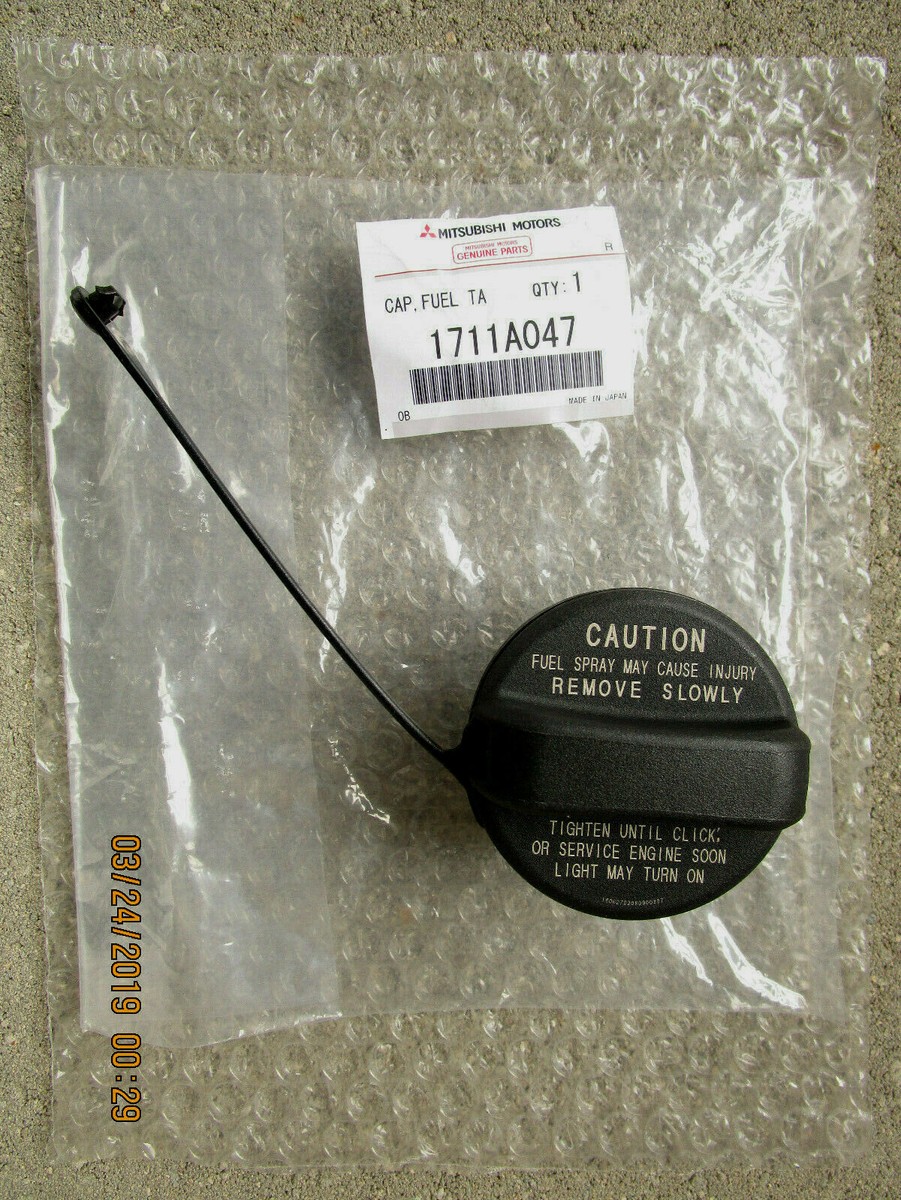 MITSUBISHI MOTORS
MITSUBISHI MOTORS
GENUINE PARTS
R
CAP,FUEL TA QTY: 1
1711A047
OB MADE IN JAPAN
CAUTION
FUEL SPRAY MAY CAUSE INJURY
REMOVE SLOWLY
TIGHTEN UNTIL CLICK,
OR SERVICE ENGINE SOON
LIGHT MAY TURN ON
03/24/2019 00:29